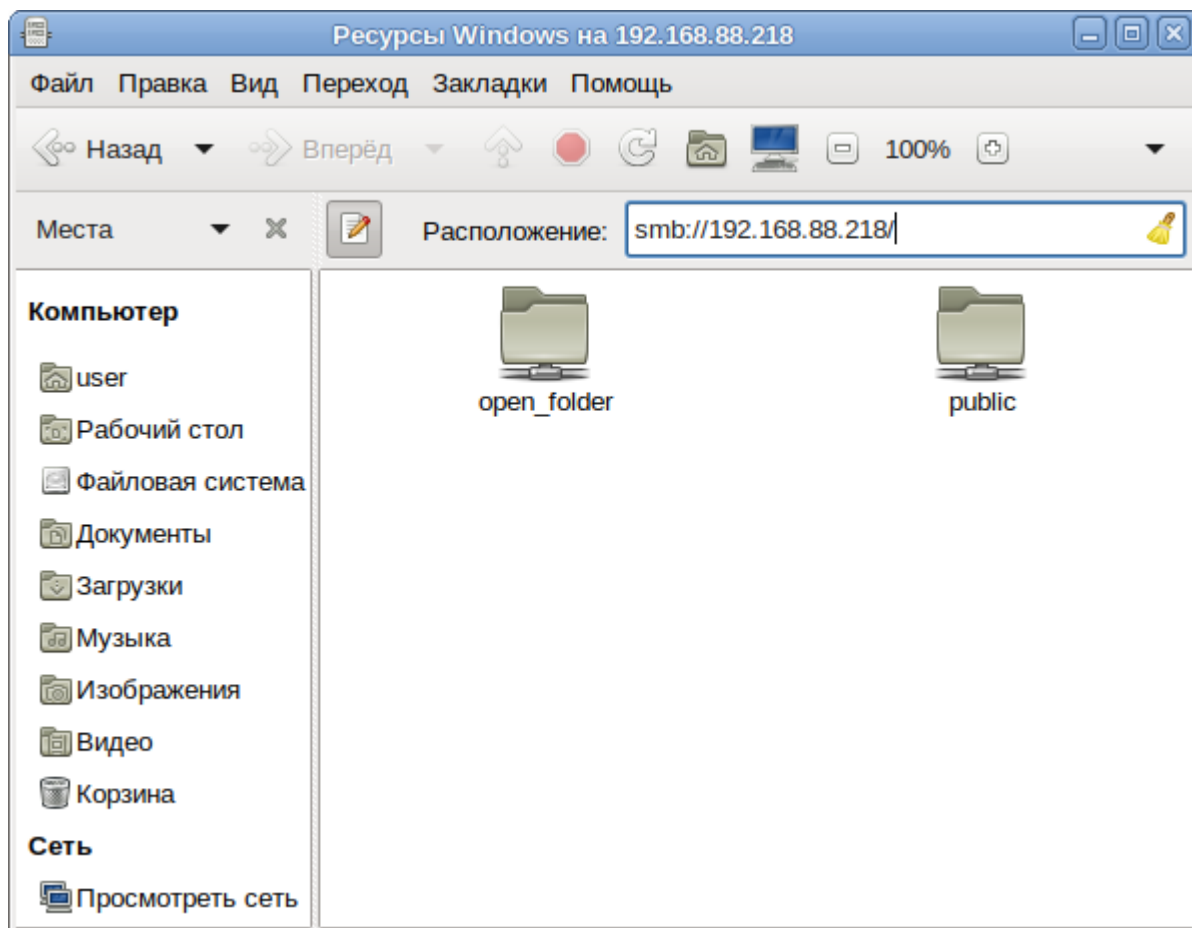 Ресурсы Windows на 192.168.88.218
Файл Правка Вид Переход Закладки Помощь
Назад Вперёд 100%
Места Расположение: smb://192.168.88.218/
Компьютер
user
Рабочий стол
Файловая система
Документы
Загрузки
Музыка
Изображения
Видео
Корзина
Сеть
Просмотреть сеть
open_folder public